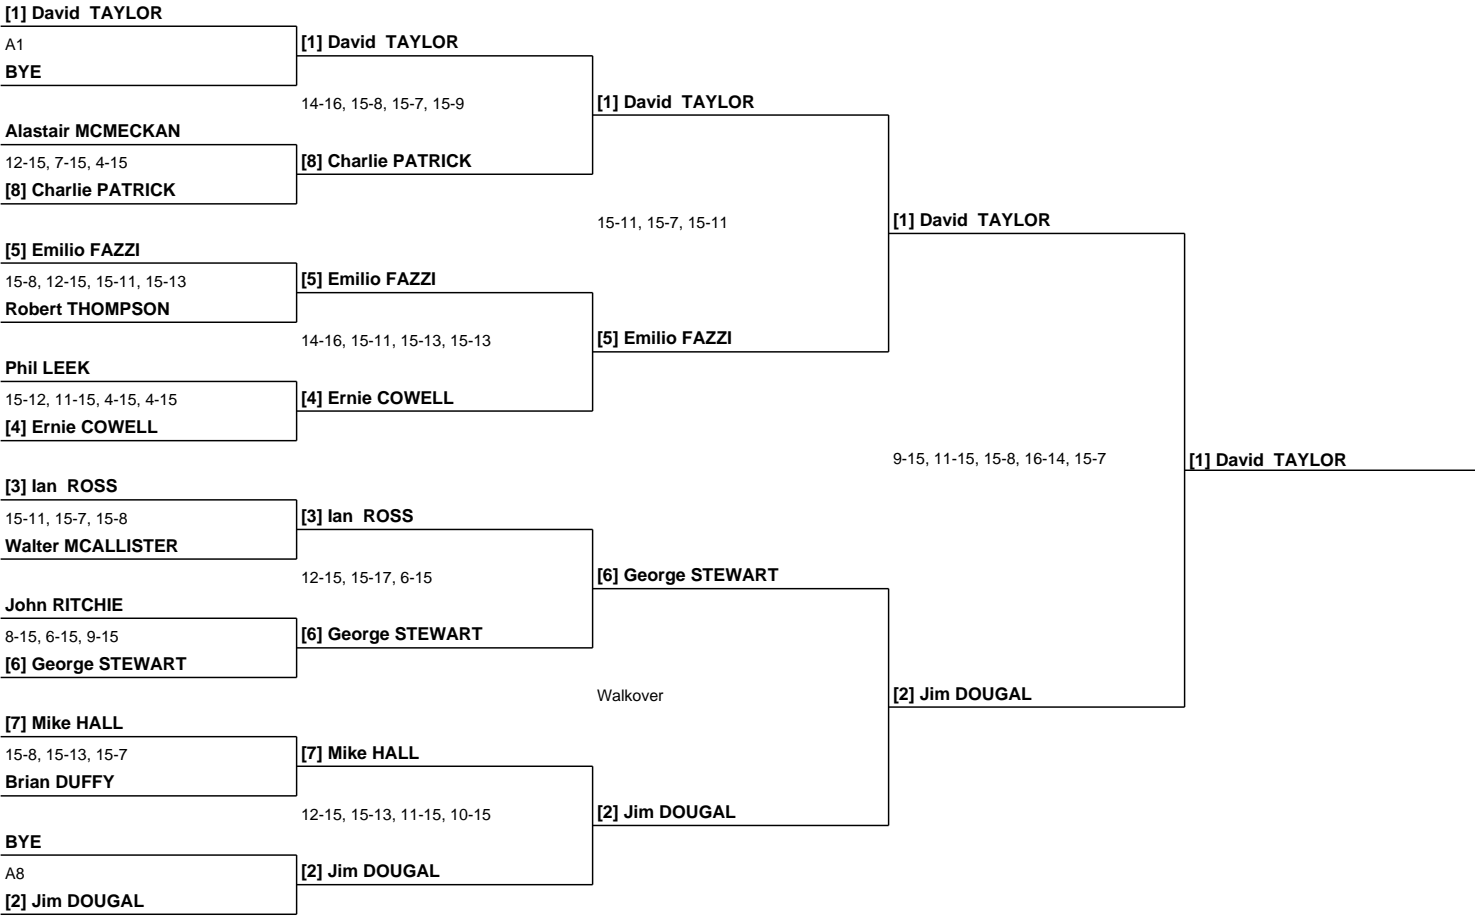 [1] David  TAYLOR
A1
BYE
Alastair MCMECKAN
12-15, 7-15, 4-15
[8] Charlie PATRICK
[5] Emilio FAZZI
15-8, 12-15, 15-11, 15-13
Robert THOMPSON
Phil LEEK
15-12, 11-15, 4-15, 4-15
[4] Ernie COWELL
[3] Ian  ROSS
15-11, 15-7, 15-8
Walter MCALLISTER
John RITCHIE
8-15, 6-15, 9-15
[6] George STEWART
[7] Mike HALL
15-8, 15-13, 15-7
Brian DUFFY
BYE
A8
[2] Jim DOUGAL
[1] David  TAYLOR
14-16, 15-8, 15-7, 15-9
[8] Charlie PATRICK
[5] Emilio FAZZI
14-16, 15-11, 15-13, 15-13
[4] Ernie COWELL
[3] Ian  ROSS
12-15, 15-17, 6-15
[6] George STEWART
[7] Mike HALL
12-15, 15-13, 11-15, 10-15
[2] Jim DOUGAL
[1] David  TAYLOR
15-11, 15-7, 15-11
[5] Emilio FAZZI
[6] George STEWART
Walkover
[2] Jim DOUGAL
[1] David  TAYLOR
9-15, 11-15, 15-8, 16-14, 15-7
[2] Jim DOUGAL
[1] David  TAYLOR